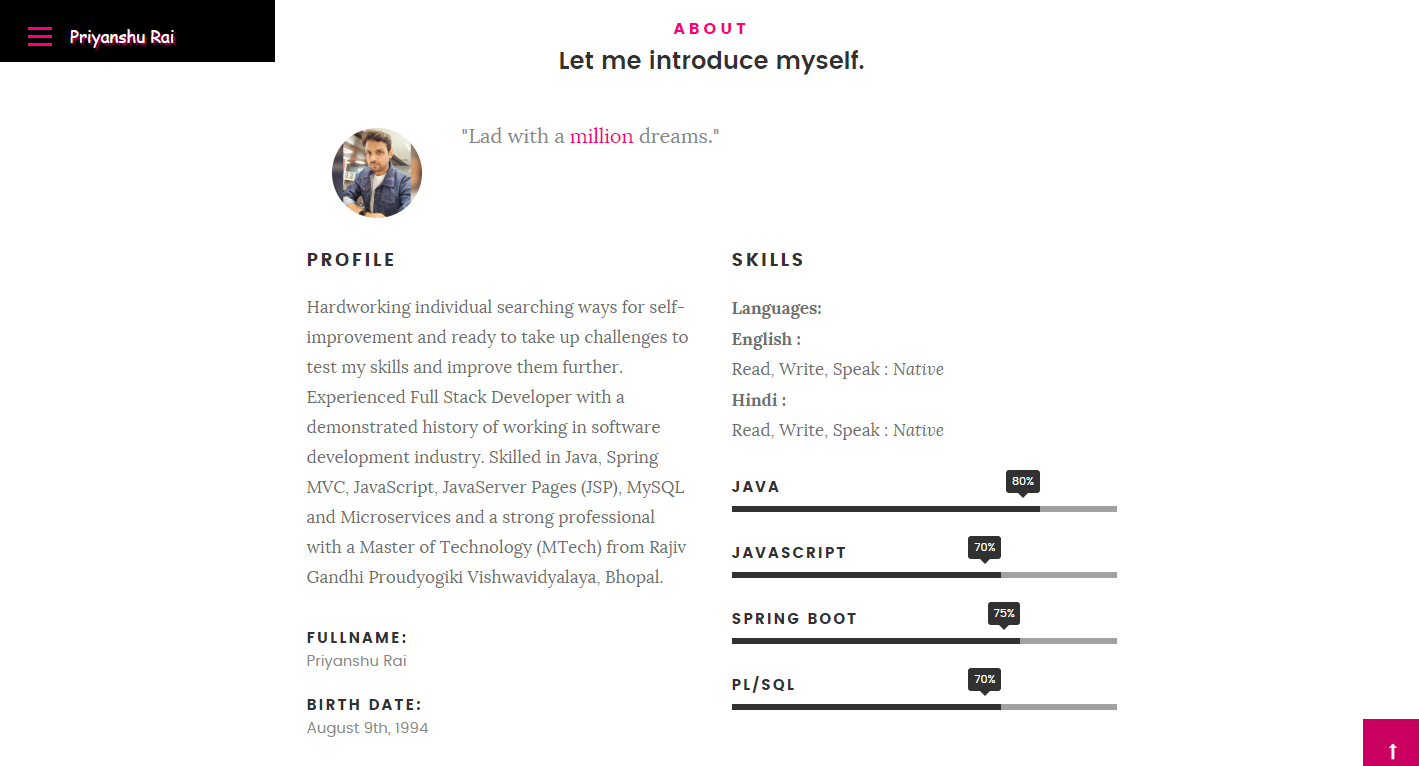 Priyanshu Rai
ABOUT
Let me introduce myself.
"Lad with a million dreams."
PROFILE
Hardworking individual searching ways for self-
improvement and ready to take up challenges to
test my skills and improve them further.
Experienced Full Stack Developer with a
demonstrated history of working in software
development industry. Skilled in Java, Spring
MVC, JavaScript, JavaServer Pages (JSP), MySQL
and Microservices and a strong professional
with a Master of Technology (MTech) from Rajiv
Gandhi Proudyogiki Vishwavidyalaya, Bhopal.
FULLNAME:
Priyanshu Rai
BIRTH DATE:
August 9th, 1994
SKILLS
Languages:
English :
Read, Write, Speak : Native
Hindi :
Read, Write, Speak : Native
JAVA 80%
JAVASCRIPT 70%
SPRING BOOT 75%
PL/SQL 70%